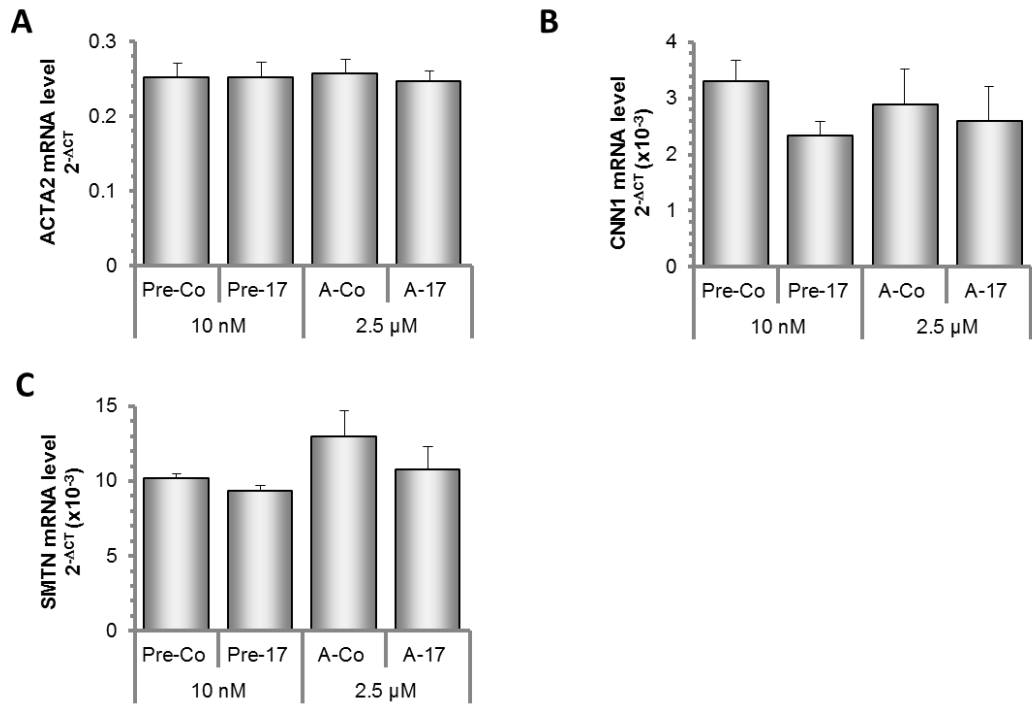 A
ACTA2 mRNA level
2-ΔCT
0.3
0.2
0.1
0
Pre-Co Pre-17 A-Co A-17
10 nM 2.5 µM
B
CNN1 mRNA level
2-ΔCT (x10-3)
4
3
2
1
0
Pre-Co Pre-17 A-Co A-17
10 nM 2.5 µM
C
SMTN mRNA level
2-ΔCT (x10-3)
15
10
5
0
Pre-Co Pre-17 A-Co A-17
10 nM 2.5 µM